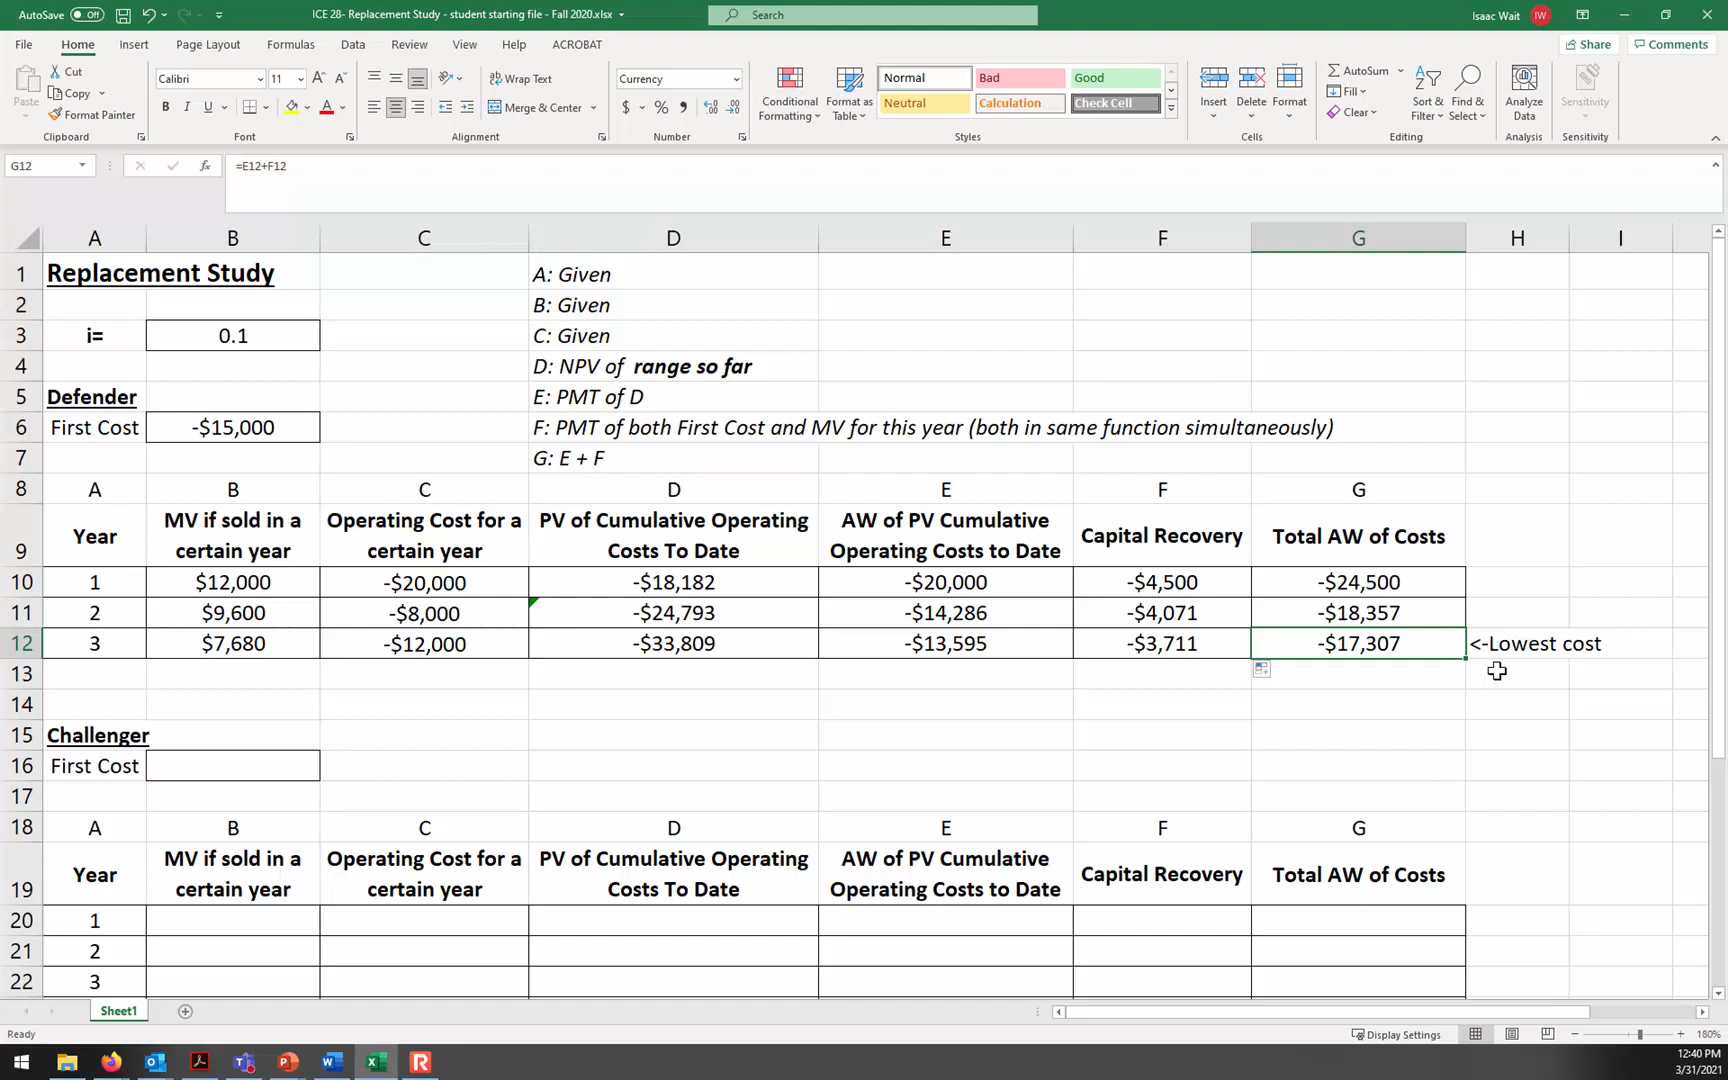 AutoSave Off ICE 28- Replacement Study - student starting file - Fall 2020.xlsx Search Isaac Wait IW
File Home Insert Page Layout Formulas Data Review View Help ACROBAT Share Comments
Paste Cut Copy Format Painter Clipboard
Calibri 11 A A B I U A Font
Wrap Text Merge & Center Alignment
Currency $ % Number
Conditional Formatting Format as Table Normal Bad Good Neutral Calculation Check Cell Styles
Insert Delete Format Cells
AutoSum Fill Clear Sort & Filter Find & Select Editing
Analyze Data Analysis Sensitivity Sensitivity
G12 fx =E12+F12
A B C D E F G H I
1 Replacement Study A: Given
2 B: Given
3 i= 0.1 C: Given
4 D: NPV of range so far
5 Defender E: PMT of D
6 First Cost -$15,000 F: PMT of both First Cost and MV for this year (both in same function simultaneously)
7 G: E + F
8 A B C D E F G
9 Year MV if sold in a certain year Operating Cost for a certain year PV of Cumulative Operating Costs To Date AW of PV Cumulative Operating Costs to Date Capital Recovery Total AW of Costs
10 1 $12,000 -$20,000 -$18,182 -$20,000 -$4,500 -$24,500
11 2 $9,600 -$8,000 -$24,793 -$14,286 -$4,071 -$18,357
12 3 $7,680 -$12,000 -$33,809 -$13,595 -$3,711 -$17,307 <-Lowest cost
13
14
15 Challenger
16 First Cost
17
18 A B C D E F G
19 Year MV if sold in a certain year Operating Cost for a certain year PV of Cumulative Operating Costs To Date AW of PV Cumulative Operating Costs to Date Capital Recovery Total AW of Costs
20 1
21 2
22 3
Sheet1
Ready Display Settings 180%
12:40 PM
3/31/2021